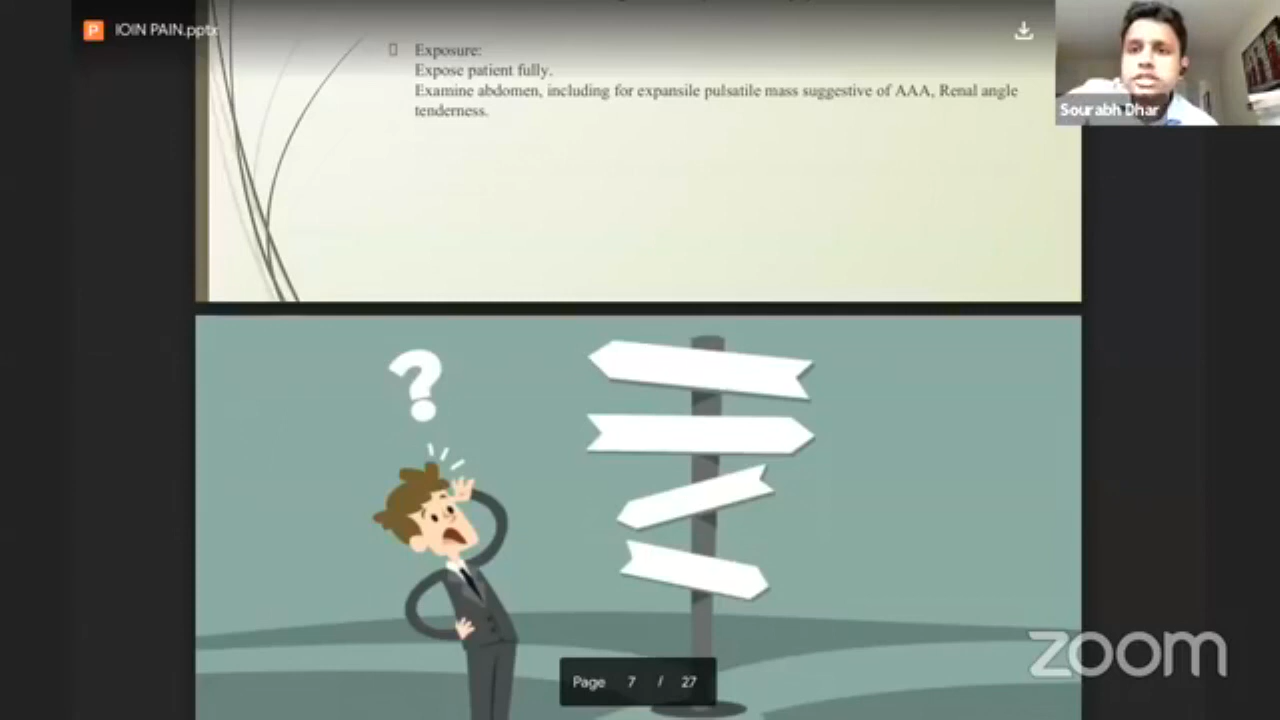 P IOIN PAIN.pptx
Exposure:
Expose patient fully.
Examine abdomen, including for expansile pulsatile mass suggestive of AAA, Renal angle
tenderness.
Sourabh Dhar
?
zoom
Page 7 / 27